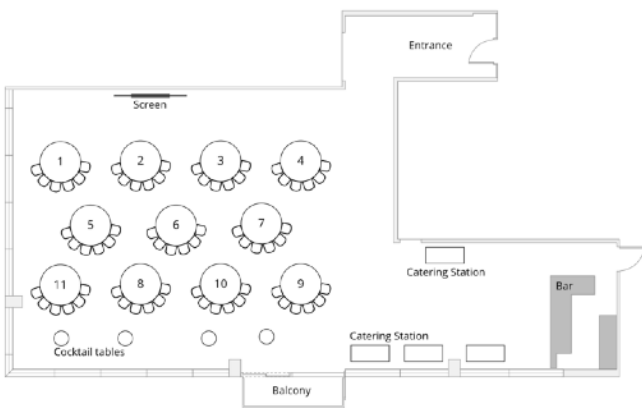 Entrance
Screen
1
2
3
4
5
6
7
Catering Station
11
8
10
9
Bar
Catering Station
Cocktail tables
Balcony